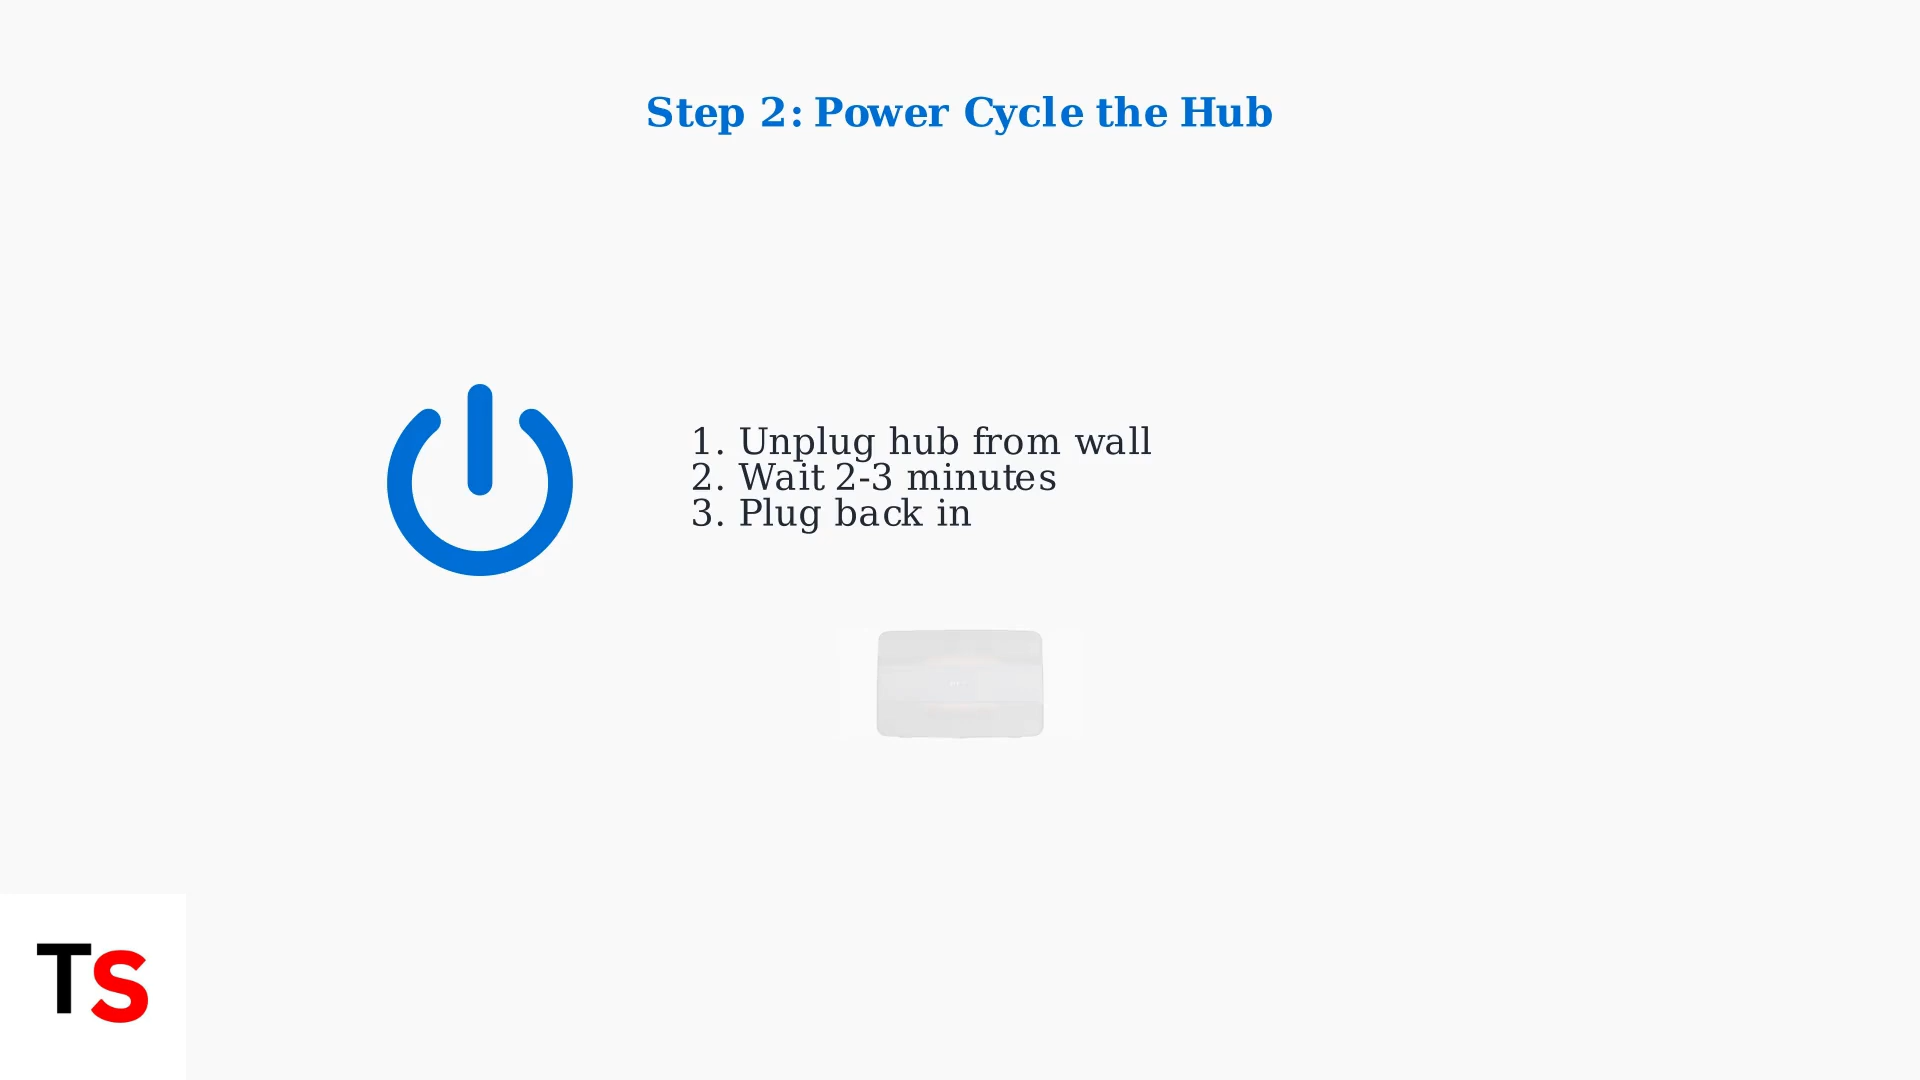 Step 2: Power Cycle the Hub
1. Unplug hub from wall
2. Wait 2-3 minutes
3. Plug back in
TS